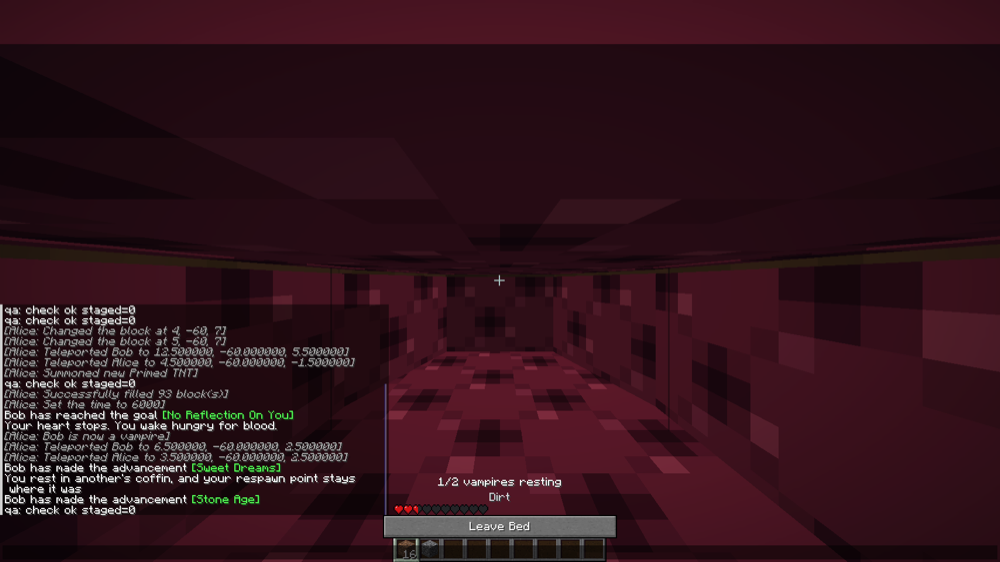 qa: check ok staged=0
qa: check ok staged=0
[Alice: Changed the block at 4, -60, 7]
[Alice: Changed the block at 5, -60, 7]
[Alice: Teleported Bob to 12.500000, -60.000000, 5.500000]
[Alice: Teleported Alice to 4.500000, -60.000000, -1.500000]
[Alice: Summoned new Primed TNT]
qa: check ok staged=0
[Alice: Successfully filled 93 block(s)]
[Alice: Set the time to 6000]
Bob has reached the goal [No Reflection On You]
Your heart stops. You wake hungry for blood.
[Alice: Bob is now a vampire]
[Alice: Teleported Bob to 6.500000, -60.000000, 2.500000]
[Alice: Teleported Alice to 3.500000, -60.000000, 2.500000]
Bob has made the advancement [Sweet Dreams]
You rest in another's coffin, and your respawn point stays
where it was
Bob has made the advancement [Stone Age]
qa: check ok staged=0
1/2 vampires resting
Dirt
Leave Bed
16